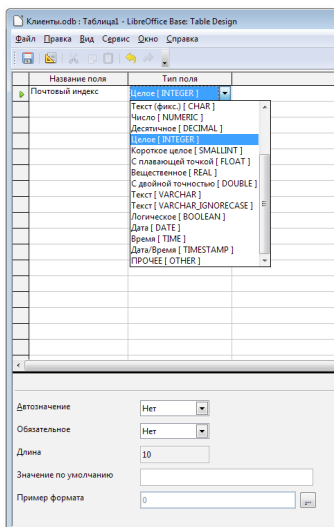 Клиенты.odb : Таблица1 - LibreOffice Base: Table Design
Файл Правка Вид Сервис Окно Справка
Название поля Тип поля
Почтовый индекс Целое [ INTEGER ]
Текст (фикс.) [ CHAR ]
Число [ NUMERIC ]
Десятичное [ DECIMAL ]
Целое [ INTEGER ]
Короткое целое [ SMALLINT ]
С плавающей точкой [ FLOAT ]
Вещественное [ REAL ]
С двойной точностью [ DOUBLE ]
Текст [ VARCHAR ]
Текст [ VARCHAR_IGNORECASE ]
Логическое [ BOOLEAN ]
Дата [ DATE ]
Время [ TIME ]
Дата/Время [ TIMESTAMP ]
ПРОЧЕЕ [ OTHER ]
Автозначение Нет
Обязательное Нет
Длина 10
Значение по умолчанию
Пример формата 0 ...